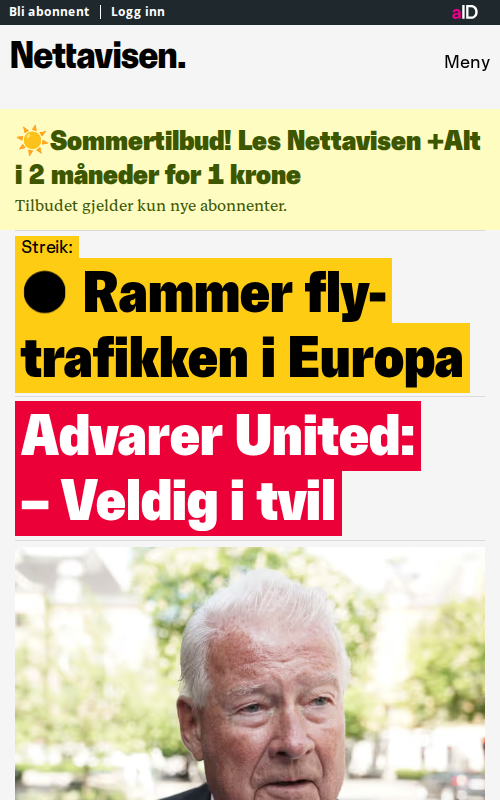 Bli abonnent | Logg inn
aID
Nettavisen.
Meny
☀️Sommertilbud! Les Nettavisen +Alt
i 2 måneder for 1 krone
Tilbudet gjelder kun nye abonnenter.
Streik:
● Rammer fly-
trafikken i Europa
Advarer United:
– Veldig i tvil